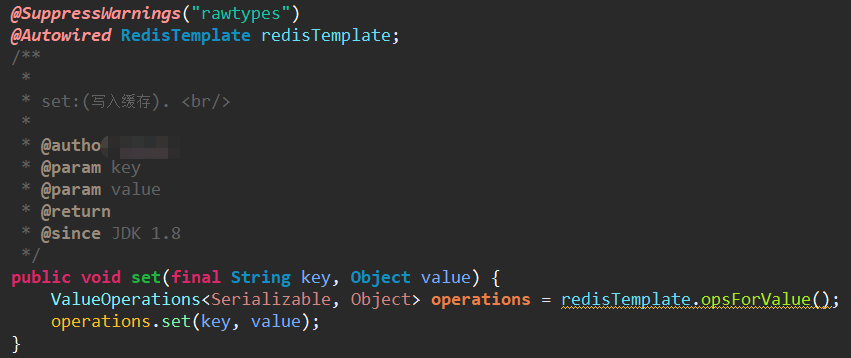 @SuppressWarnings("rawtypes")
@Autowired RedisTemplate redisTemplate;
/**
 *
 * set:(写入缓存). <br/>
 *
 * @autho
 * @param key
 * @param value
 * @return
 * @since JDK 1.8
 */
public void set(final String key, Object value) {
    ValueOperations<Serializable, Object> operations = redisTemplate.opsForValue();
    operations.set(key, value);
}